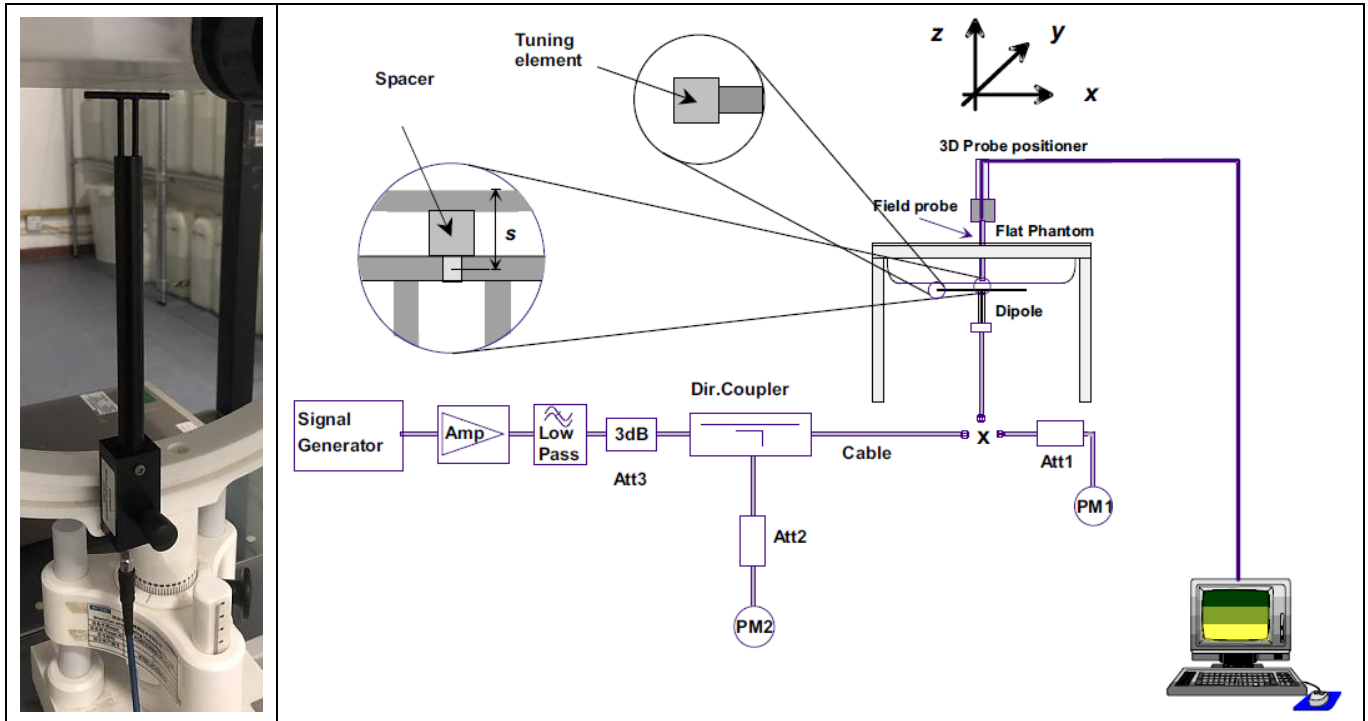 Tuning
element
Spacer
s
z
y
x
3D Probe positioner
Field probe
Flat Phantom
Dipole
Dir.Coupler
Signal
Generator
Amp
Low
Pass
3dB
Att3
Cable
x
Att1
PM1
Att2
PM2